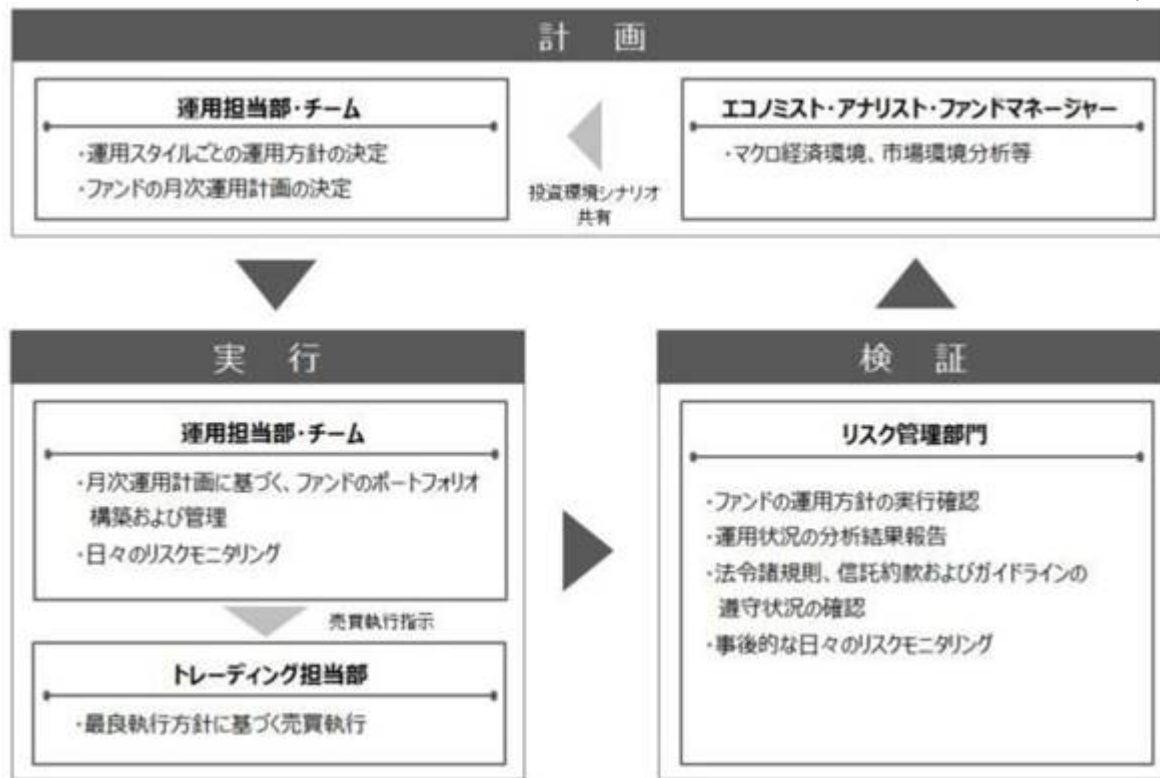 計 画
運用担当部・チーム
・運用スタイルごとの運用方針の決定
・ファンドの月次運用計画の決定
投資環境シナリオ
共有
エコノミスト・アナリスト・ファンドマネージャー
・マクロ経済環境、市場環境分析等
実 行
運用担当部・チーム
・月次運用計画に基づく、ファンドのポートフォリオ
構築および管理
・日々のリスクモニタリング
売買執行指示
トレーディング担当部
・最良執行方針に基づく売買執行
検 証
リスク管理部門
・ファンドの運用方針の実行確認
・運用状況の分析結果報告
・法令諸規則、信託約款およびガイドラインの
遵守状況の確認
・事後的な日々のリスクモニタリング